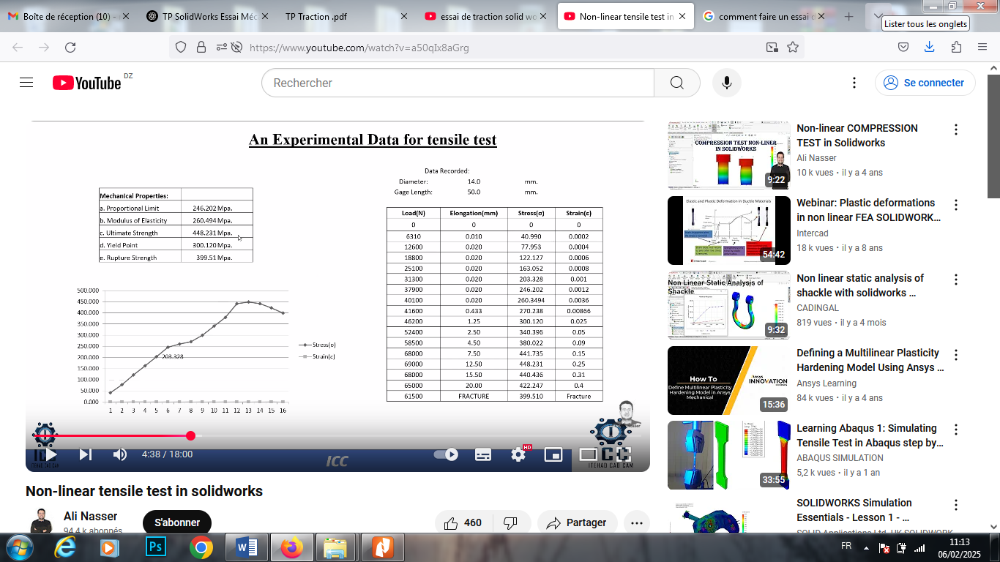 Boîte de réception (10) -
TP SolidWorks Essai Méc
TP Traction .pdf
essai de traction solid wo
Non-linear tensile test in
comment faire un essai d
Lister tous les onglets
https://www.youtube.com/watch?v=a50qIx8aGrg
YouTube DZ
Rechercher
Se connecter
An Experimental Data for tensile test
Data Recorded:
Diameter: 14.0 mm.
Gage Length: 50.0 mm.
Mechanical Properties:
a. Proportional Limit 246.202 Mpa.
b. Modulus of Elasticity 260.494 Mpa.
c. Ultimate Strength 448.231 Mpa.
d. Yield Point 300.120 Mpa.
e. Rupture Strength 399.51 Mpa.
Load(N) Elongation(mm) Stress(σ) Strain(ε)
0 0 0 0
6310 0.010 40.990 0.0002
12600 0.020 77.953 0.0004
18800 0.020 122.127 0.0006
25100 0.020 163.052 0.0008
31300 0.020 203.328 0.001
37900 0.020 246.202 0.0012
40100 0.020 260.3494 0.0036
41600 0.433 270.238 0.00866
46200 1.25 300.120 0.025
52400 2.50 340.396 0.05
58500 4.50 380.022 0.09
68000 7.50 441.735 0.15
69000 12.50 448.231 0.25
68000 15.50 440.436 0.31
65000 20.00 422.247 0.4
61500 FRACTURE 399.510 Fracture
500.000
450.000
400.000
350.000
300.000
250.000
200.000
150.000
100.000
50.000
0.000
203.328
1 2 3 4 5 6 7 8 9 10 11 12 13 14 15 16
Stress(σ)
Strain(ε)
4:38 / 18:00
ICC
HD
ITEHAD CAD CAM
Non-linear tensile test in solidworks
Ali Nasser
94,4 k abonnés
S'abonner
460
Partager
COMPRESSION TEST NON-LINER
IN SOLIDWORKS
9:22
Non-linear COMPRESSION
TEST in Solidworks
Ali Nasser
10 k vues • il y a 4 ans
Elastic and Plastic Deformation in Ductile Materials
54:42
Webinar: Plastic deformations
in non linear FEA SOLIDWORK...
Intercad
18 k vues • il y a 8 ans
Non Linear Static Analysis of
Shackle
9:32
Non linear static analysis of
shackle with solidworks ...
CADINGAL
819 vues • il y a 4 mois
How To
Define Multilinear Plasticity
Hardening Model in Ansys
Mechanical
Ansys
INNOVATION
15:36
Defining a Multilinear Plasticity
Hardening Model Using Ansys ...
Ansys Learning
84 k vues • il y a 4 ans
33:55
Learning Abaqus 1: Simulating
Tensile Test in Abaqus step by...
ABAQUS SIMULATION
5,2 k vues • il y a 1 an
SOLIDWORKS Simulation
Essentials - Lesson 1 - ...
Ps
FR
11:13
06/02/2025